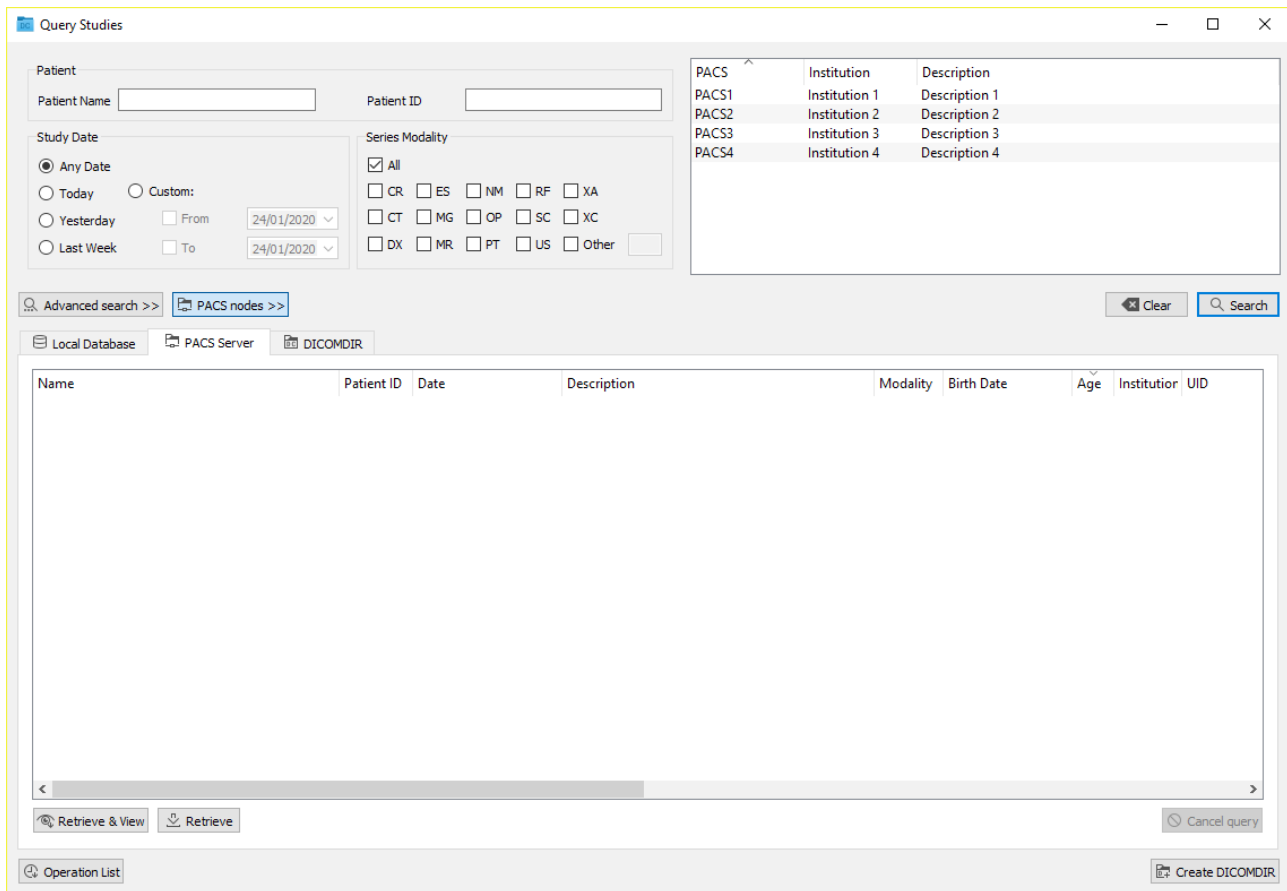 Query Studies
Patient
Patient Name
Patient ID
Study Date
Any Date
Today
Custom:
Yesterday
From
24/01/2020
Last Week
To
24/01/2020
Series Modality
All
CR ES NM RF XA
CT MG OP SC XC
DX MR PT US Other
PACS Institution Description
PACS1 Institution 1 Description 1
PACS2 Institution 2 Description 2
PACS3 Institution 3 Description 3
PACS4 Institution 4 Description 4
Advanced search >> PACS nodes >>
Clear Search
Local Database PACS Server DICOMDIR
Name Patient ID Date Description Modality Birth Date Age Institution UID
Retrieve & View Retrieve
Cancel query
Operation List
Create DICOMDIR